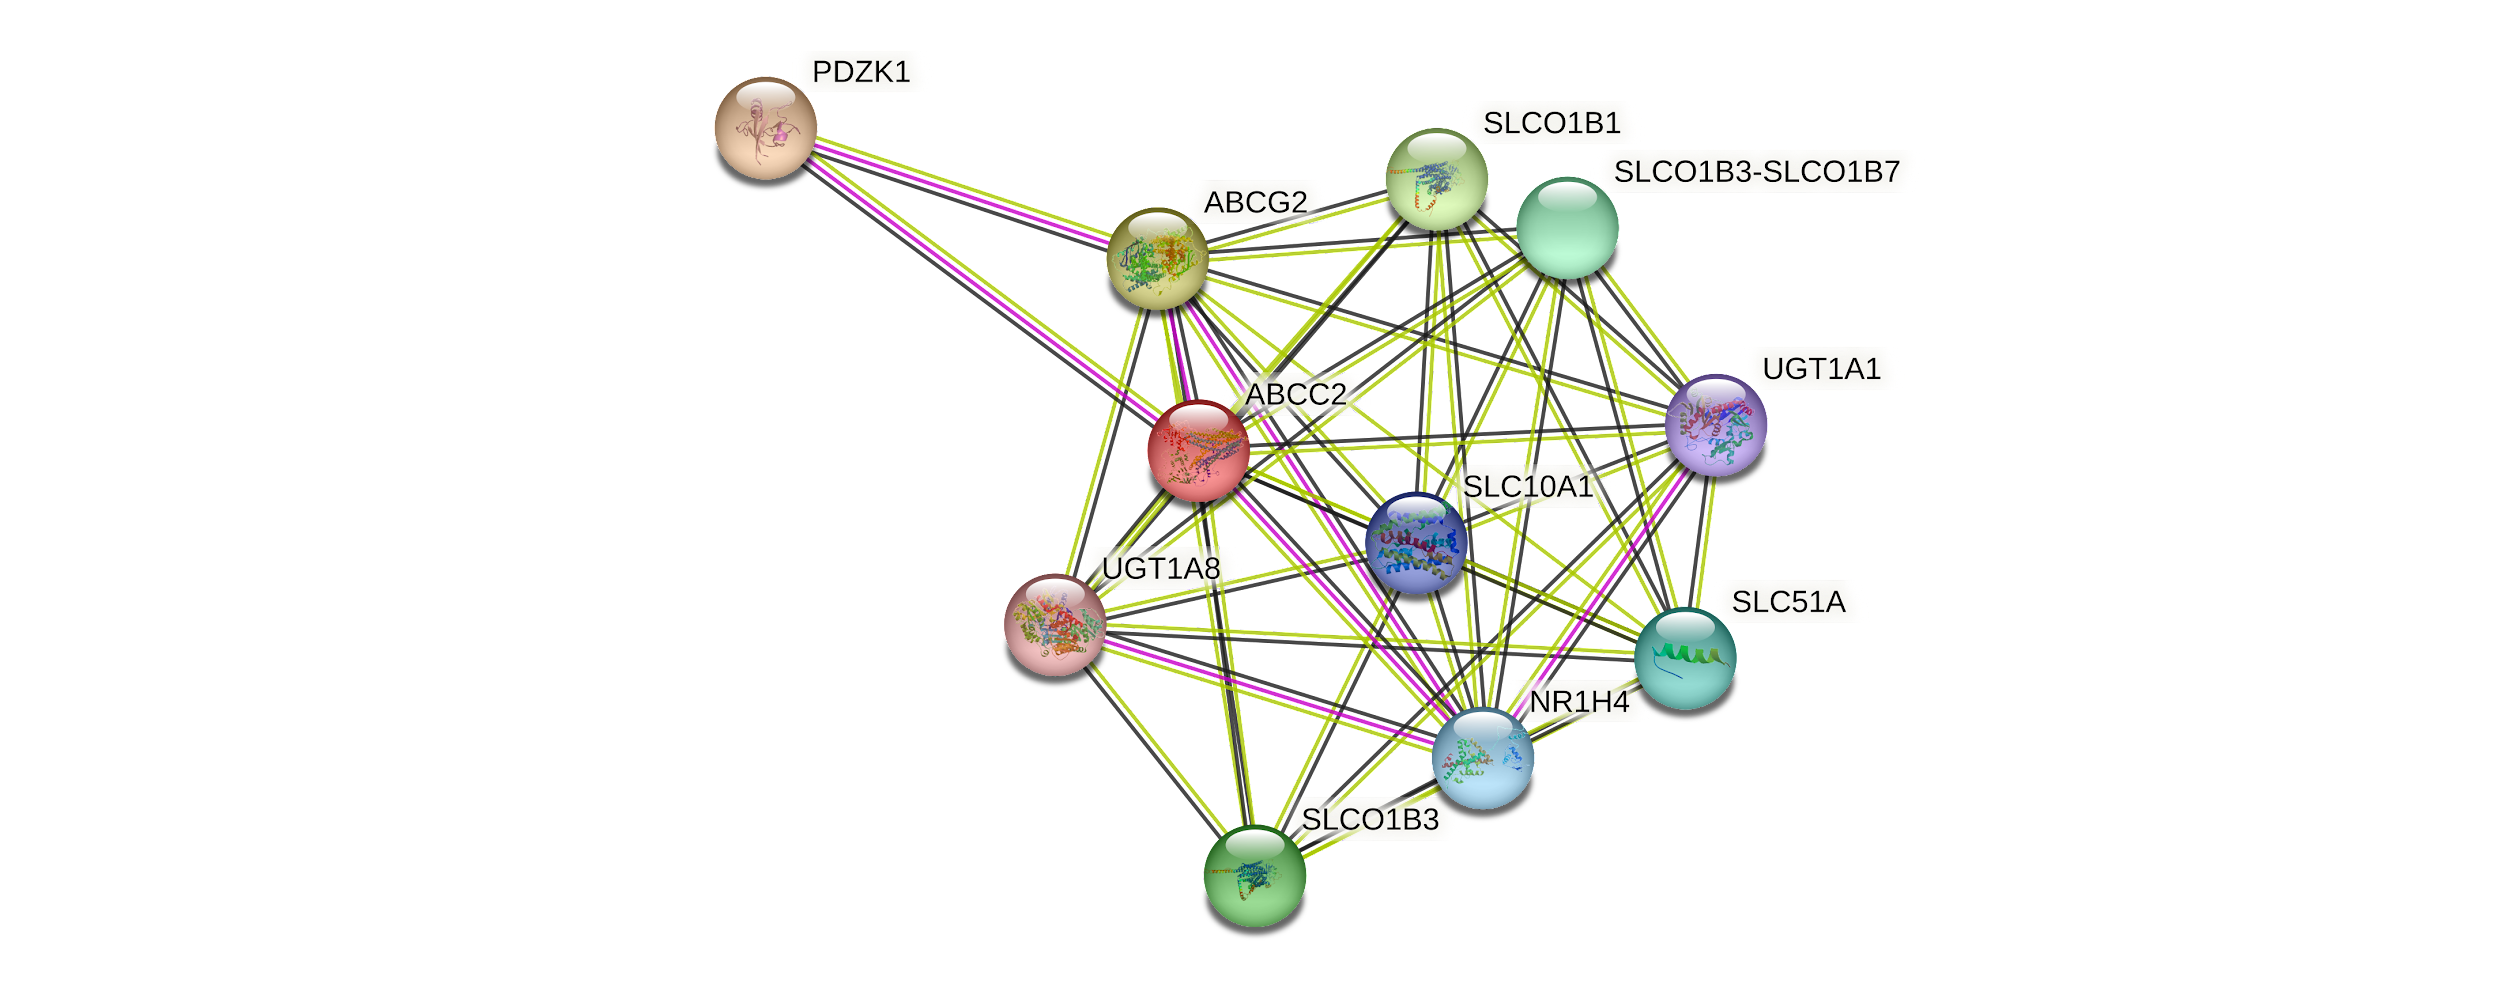 PDZK1
SLCO1B1
SLCO1B3-SLCO1B7
ABCG2
UGT1A1
ABCC2
SLC10A1
UGT1A8
SLC51A
NR1H4
SLCO1B3